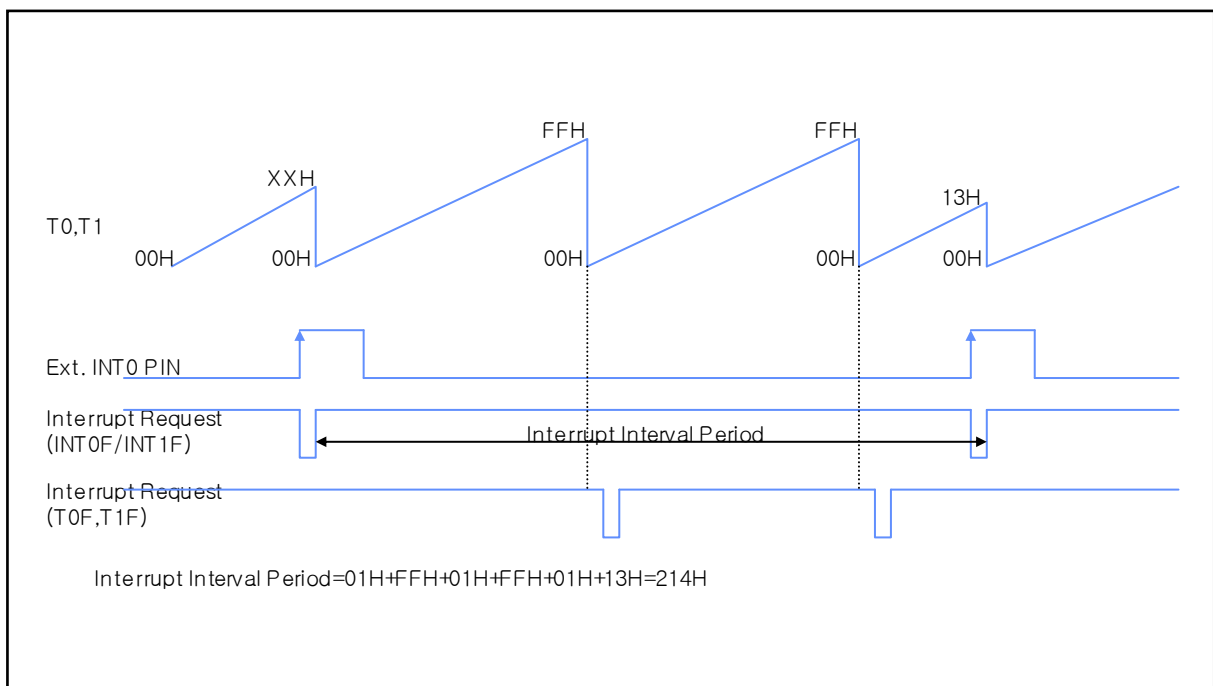 FFH
FFH
XXH
13H
T0,T1
00H
00H
00H
00H
00H
Ext. INT0 PIN
Interrupt Request
(INT0F/INT1F)
Interrupt Interval Period
Interrupt Request
(T0F,T1F)
Interrupt Interval Period=01H+FFH+01H+FFH+01H+13H=214H